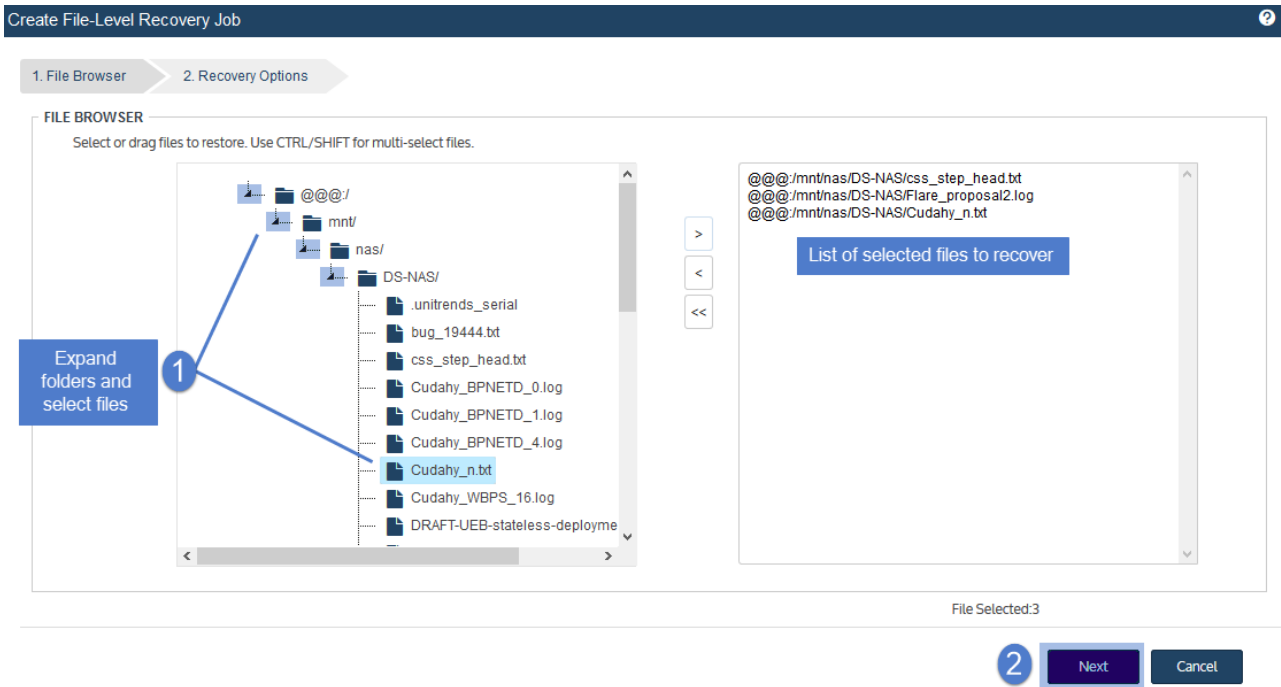 Create File-Level Recovery Job
?
1. File Browser
2. Recovery Options
FILE BROWSER
Select or drag files to restore. Use CTRL/SHIFT for multi-select files.
@@@:/
mnt/
nas/
DS-NAS/
.unitrends_serial
bug_19444.txt
css_step_head.txt
Cudahy_BPNETD_0.log
Cudahy_BPNETD_1.log
Cudahy_BPNETD_4.log
Cudahy_n.txt
Cudahy_WBPS_16.log
DRAFT-UEB-stateless-deployme
Expand
folders and
select files
1
>
<
<<
@@@:/mnt/nas/DS-NAS/css_step_head.txt
@@@:/mnt/nas/DS-NAS/Flare_proposal2.log
@@@:/mnt/nas/DS-NAS/Cudahy_n.txt
List of selected files to recover
File Selected:3
2
Next
Cancel